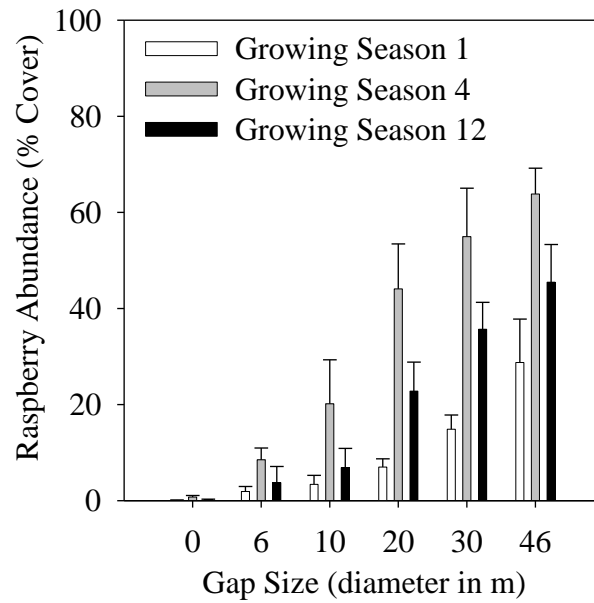 100
80
60
40
20
0
Raspberry Abundance (% Cover)
Growing Season 1
Growing Season 4
Growing Season 12
0 6 10 20 30 46
Gap Size (diameter in m)